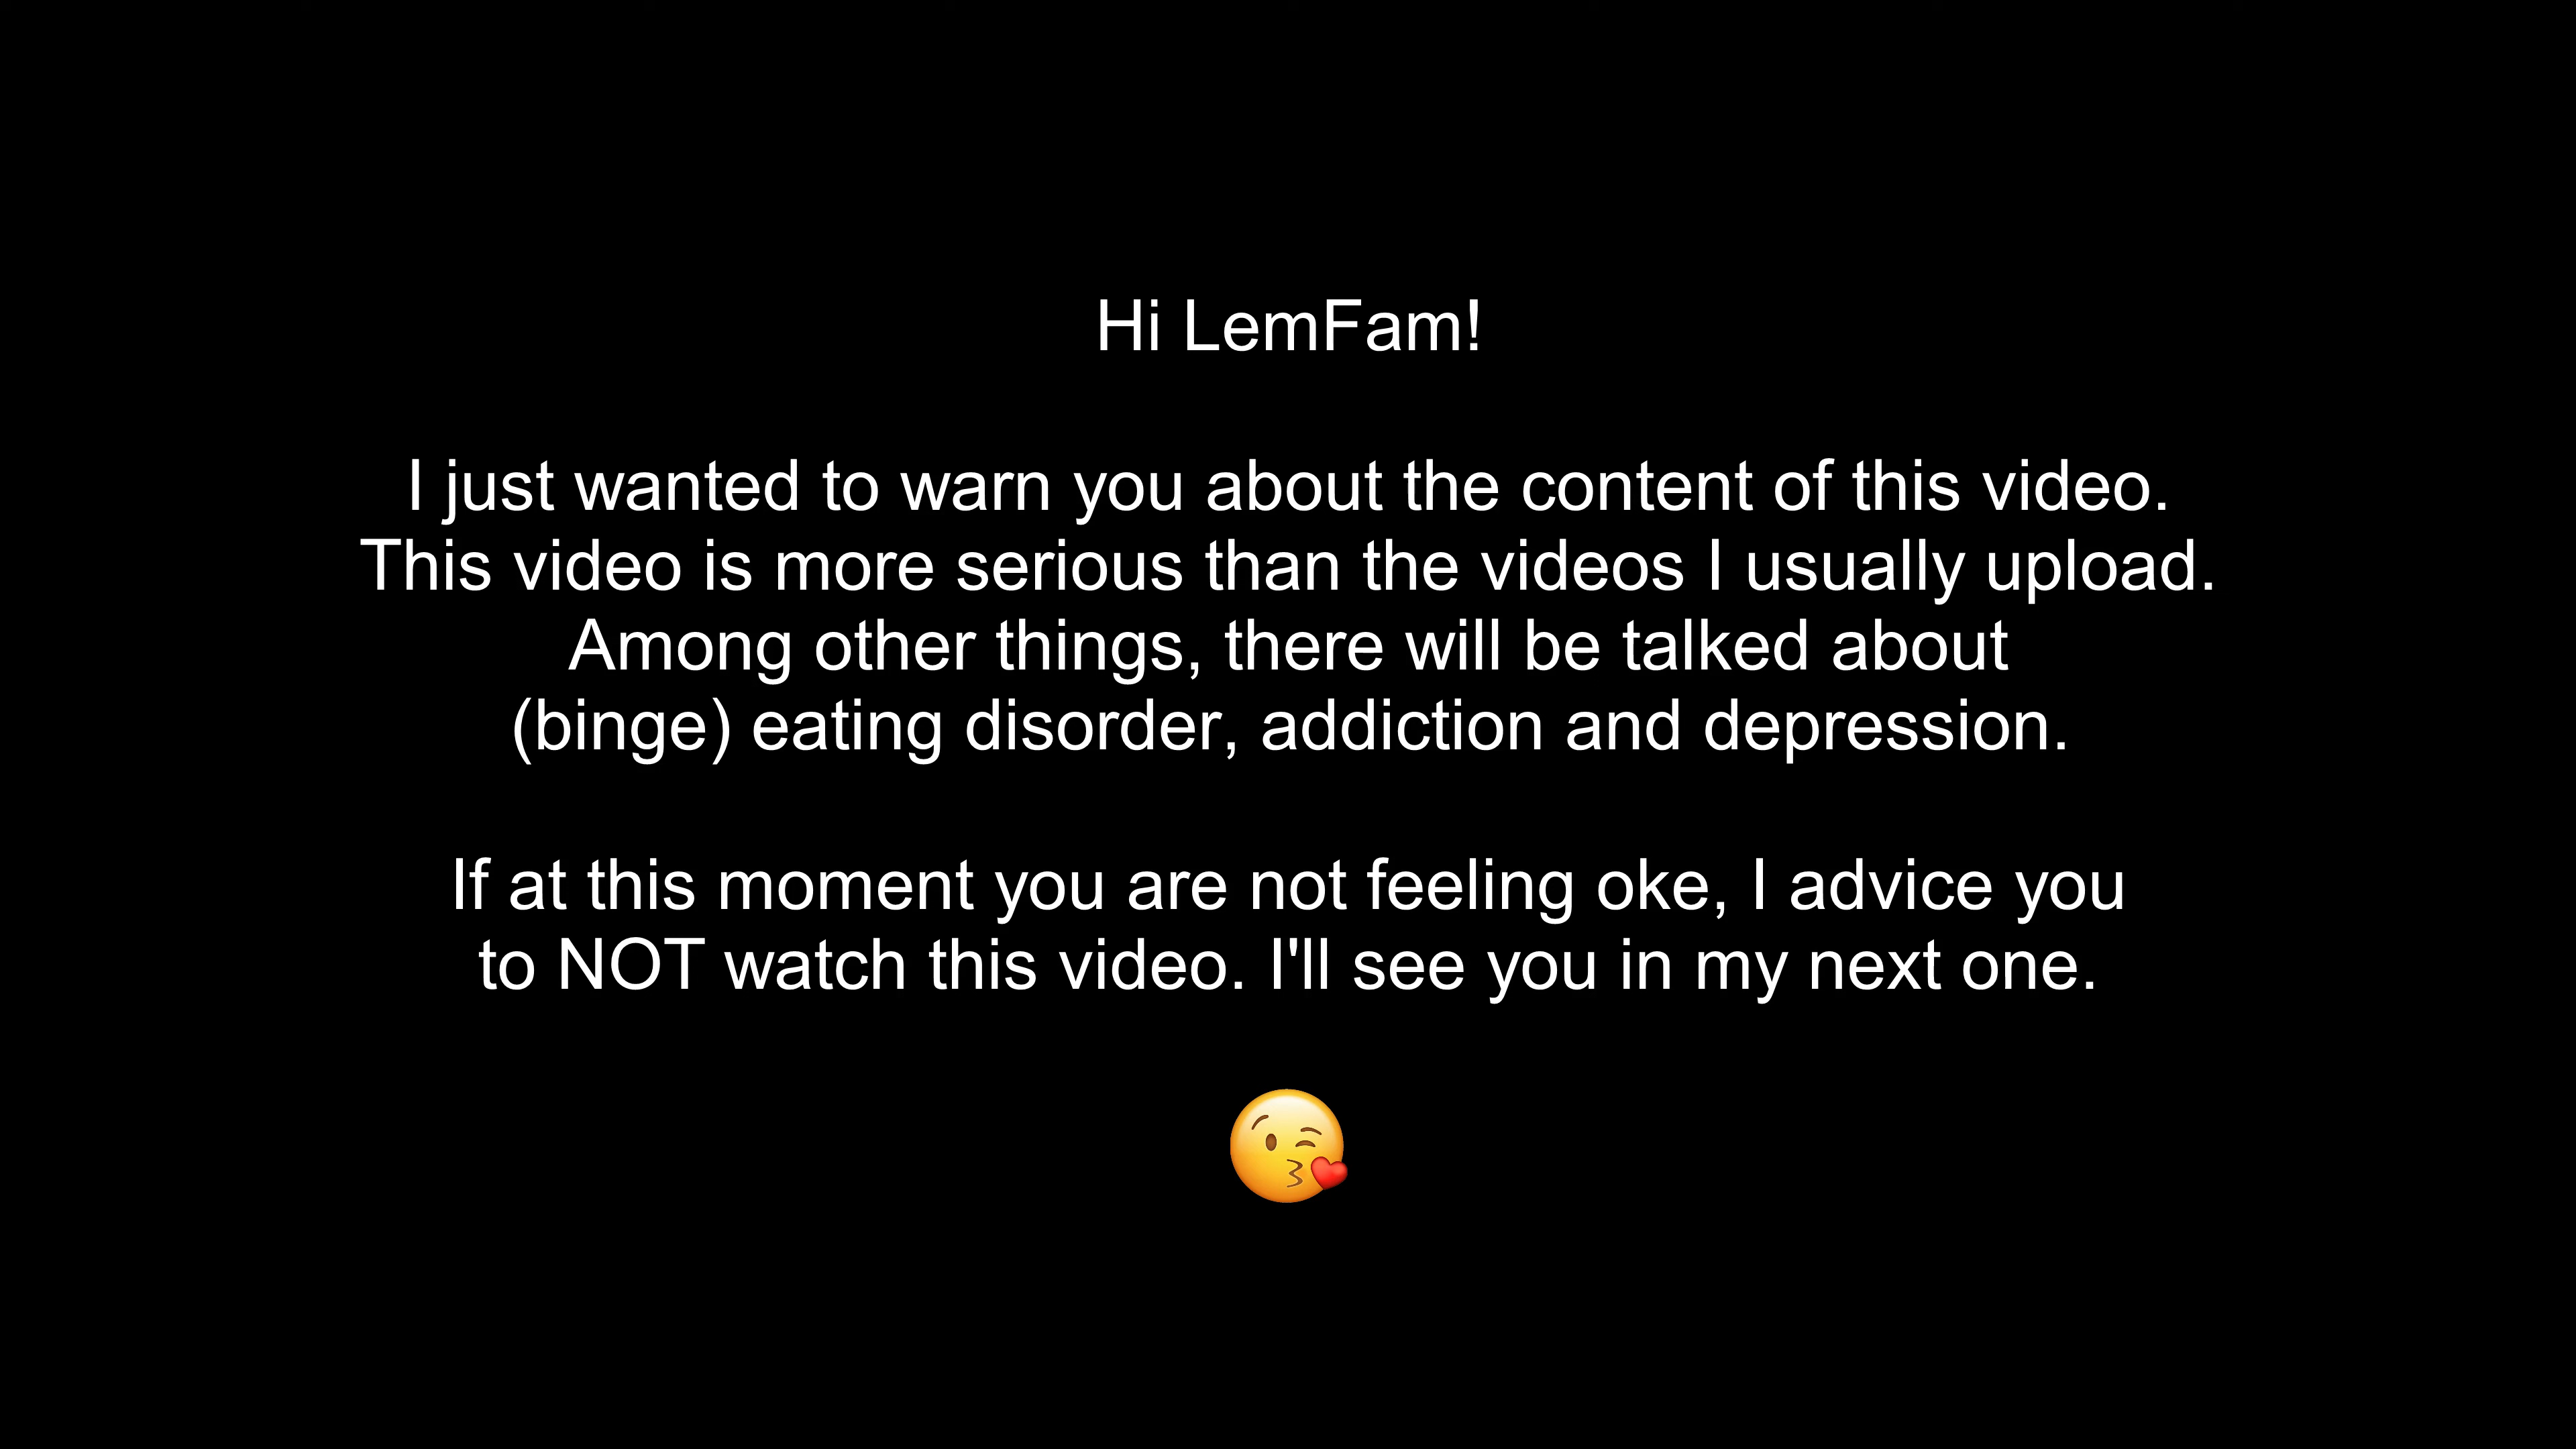 Hi LemFam!
I just wanted to warn you about the content of this video.
This video is more serious than the videos I usually upload.
Among other things, there will be talked about
(binge) eating disorder, addiction and depression.
If at this moment you are not feeling oke, I advice you
to NOT watch this video. I'll see you in my next one.